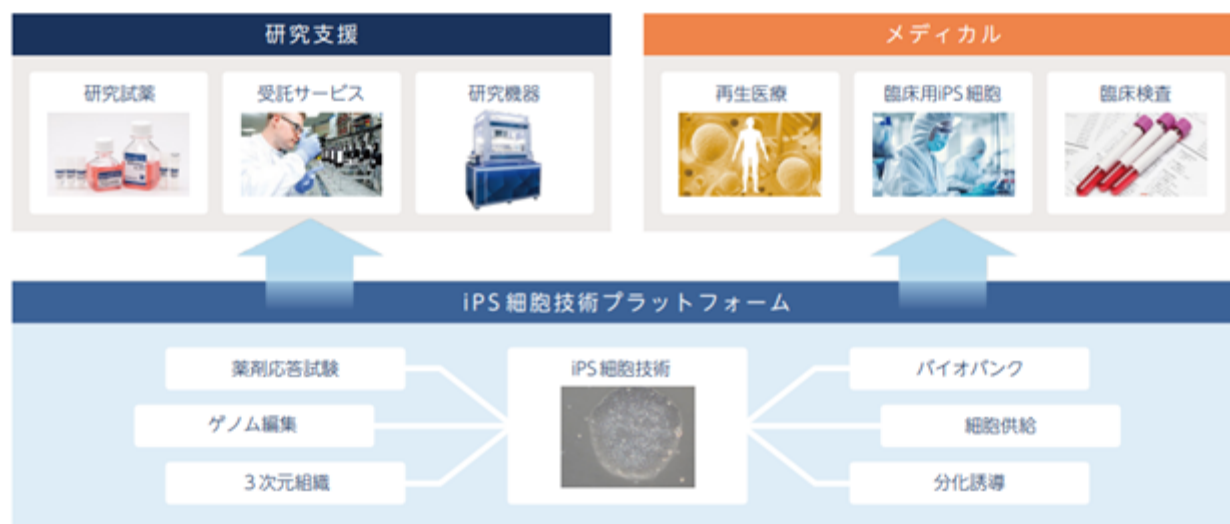 研究支援
メディカル
研究試薬
受託サービス
研究機器
再生医療
臨床用iPS細胞
臨床検査
iPS細胞技術プラットフォーム
薬剤応答試験
iPS細胞技術
バイオバンク
ゲノム編集
細胞供給
3次元組織
分化誘導